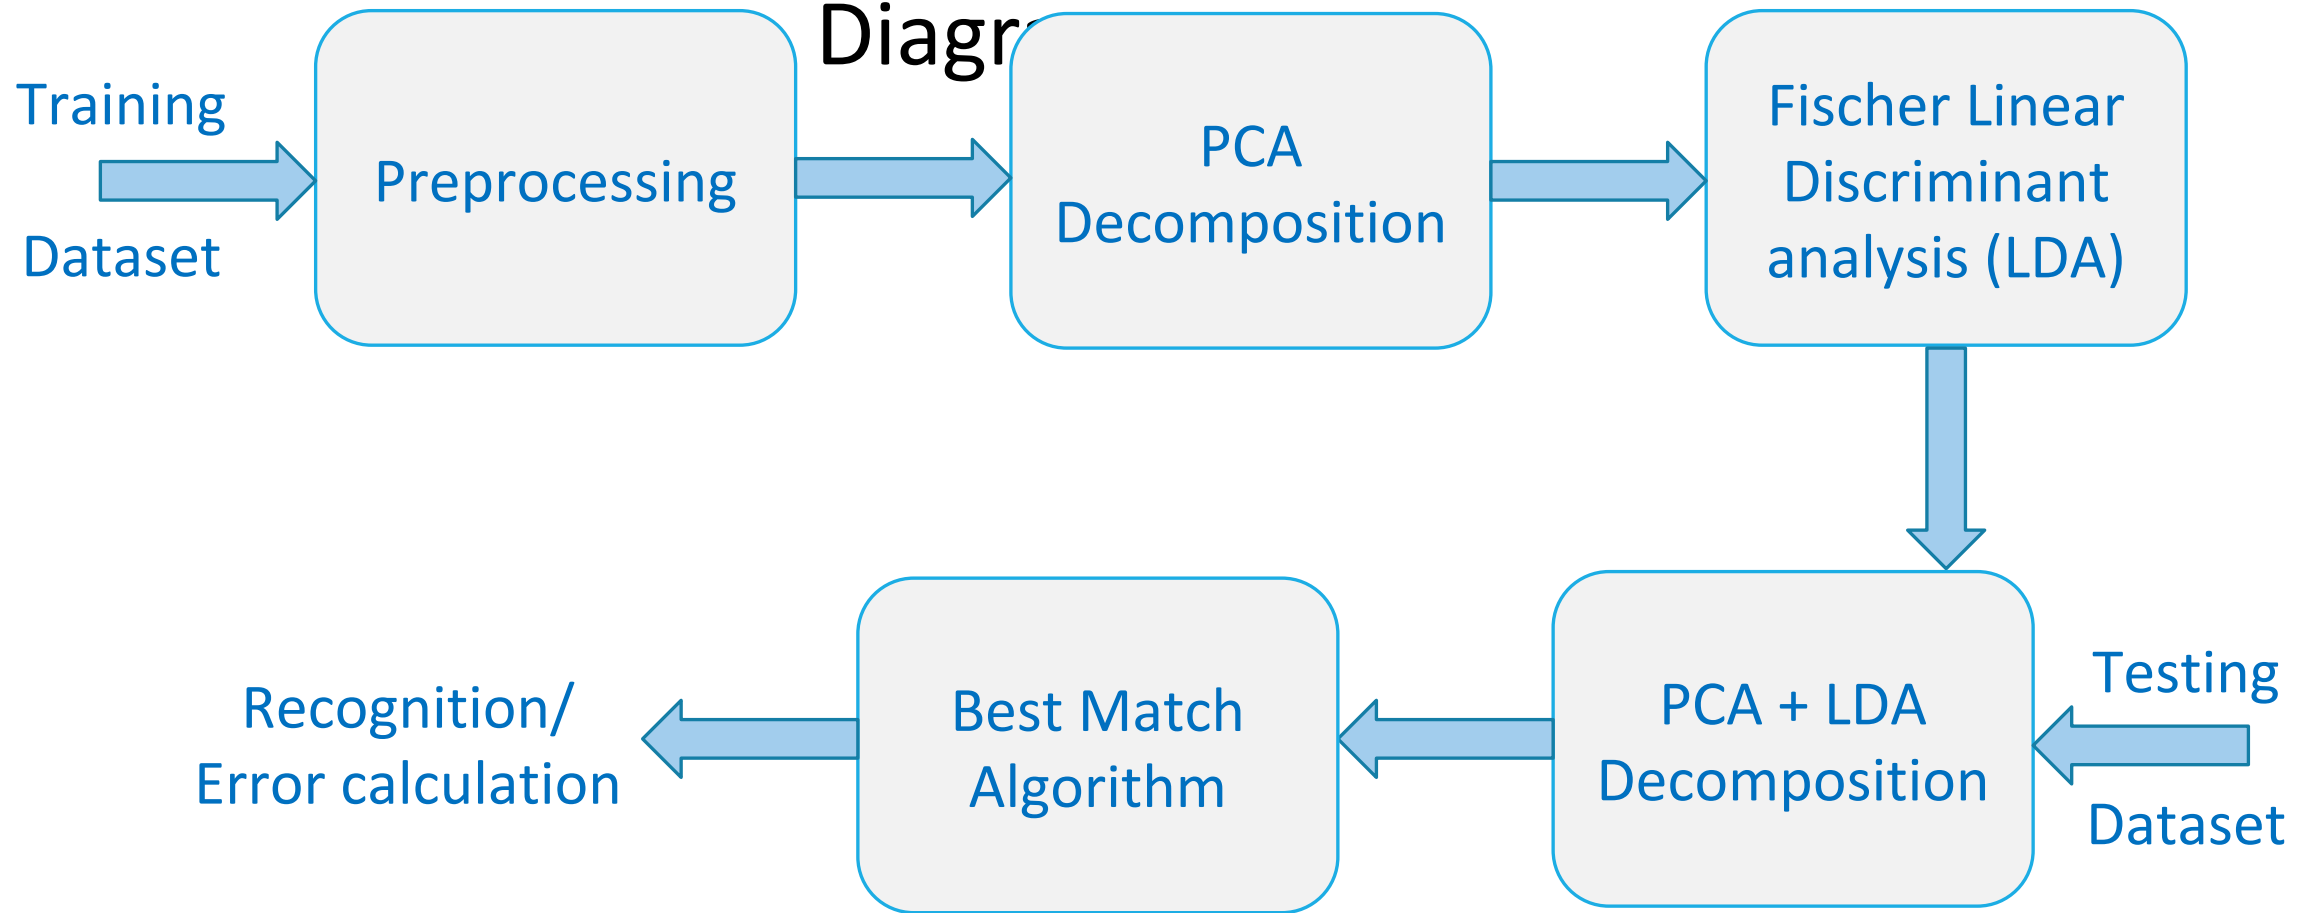 Training
Dataset
Preprocessing
PCA
Decomposition
Fischer Linear
Discriminant
analysis (LDA)
Recognition/
Error calculation
Best Match
Algorithm
PCA + LDA
Decomposition
Testing
Dataset